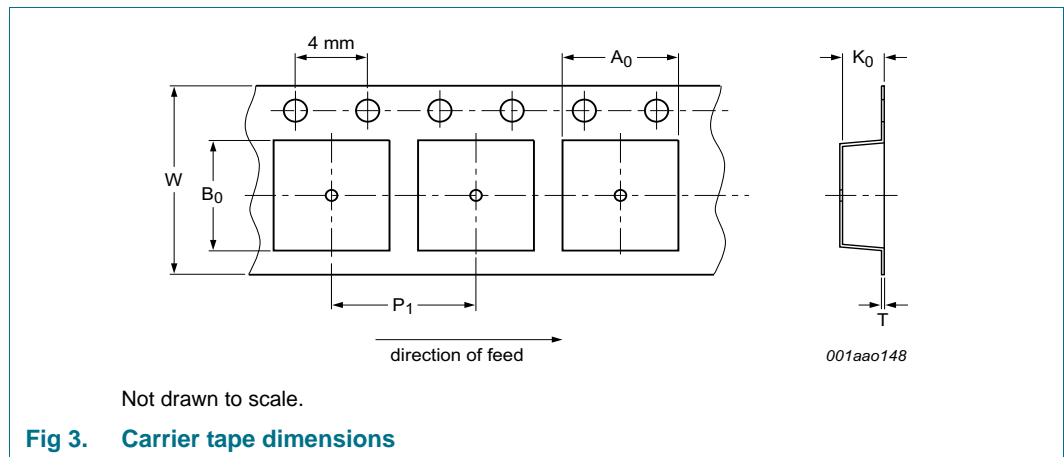 4 mm
A0
K0
W
B0
P1
T
direction of feed
001aao148
Not drawn to scale.
Fig 3. Carrier tape dimensions